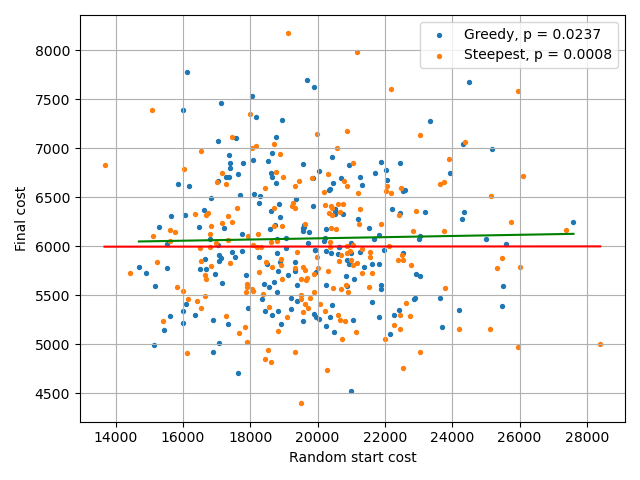 Greedy, p = 0.0237
Steepest, p = 0.0008
8000
7500
7000
6500
6000
5500
5000
4500
Final cost
14000 16000 18000 20000 22000 24000 26000 28000
Random start cost